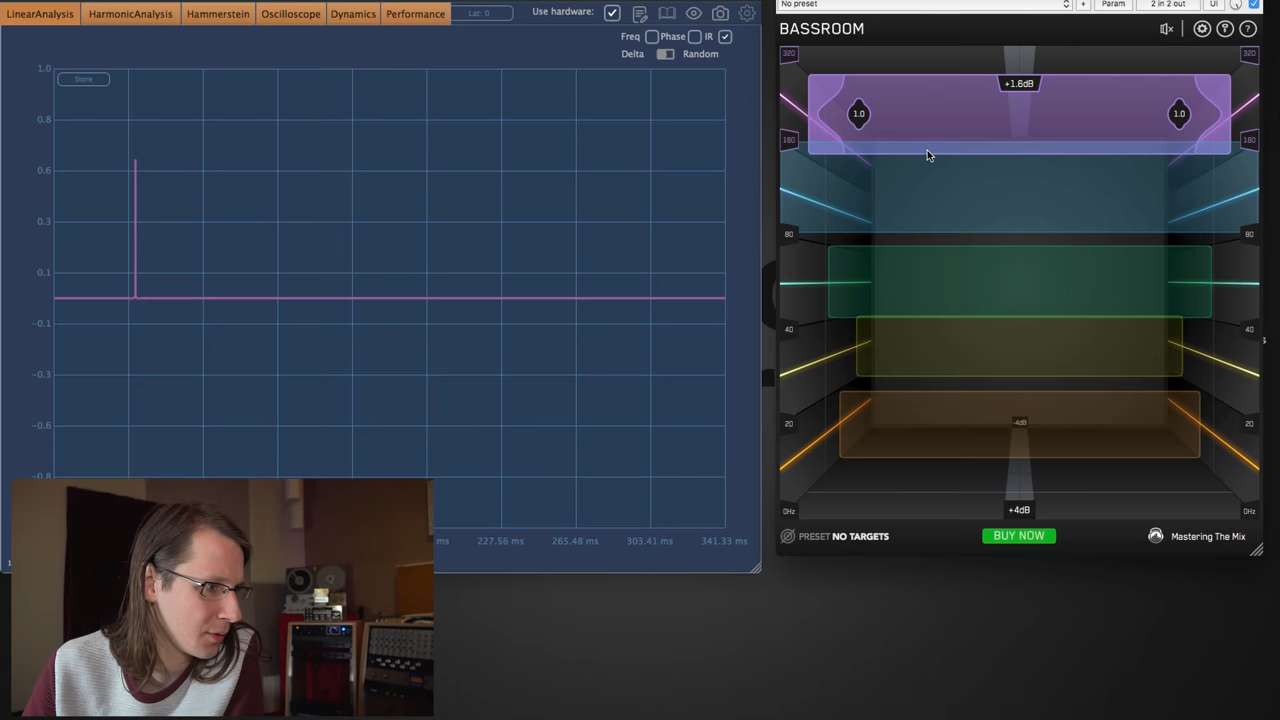 LinearAnalysis HarmonicAnalysis Hammerstein Oscilloscope Dynamics Performance Lat: 0 Use hardware:
Freq Phase IR
Delta Random
Store
1.0
0.8
0.6
0.3
0.1
-0.1
-0.3
-0.6
-0.8
ms 227.56 ms 265.48 ms 303.41 ms 341.33 ms
No preset + Param 2 in 2 out UI
BASSROOM ?
320 320
+1.6dB
1.0 1.0
180 180
80 80
40 40
20 -4dB 20
0Hz +4dB 0Hz
PRESET NO TARGETS BUY NOW Mastering The Mix